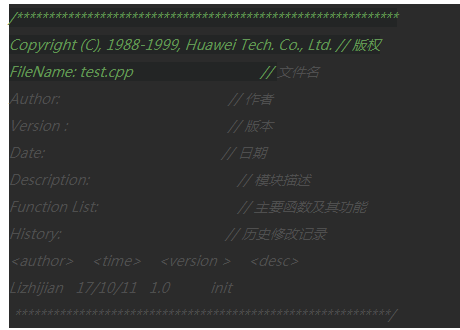 /************************************************************
Copyright (C), 1988-1999, Huawei Tech. Co., Ltd. // 版权
FileName: test.cpp // 文件名
Author: // 作者
Version : // 版本
Date: // 日期
Description: // 模块描述
Function List: // 主要函数及其功能
History: // 历史修改记录
<author> <time> <version > <desc>
Lizhijian 17/10/11 1.0 init
***********************************************************/